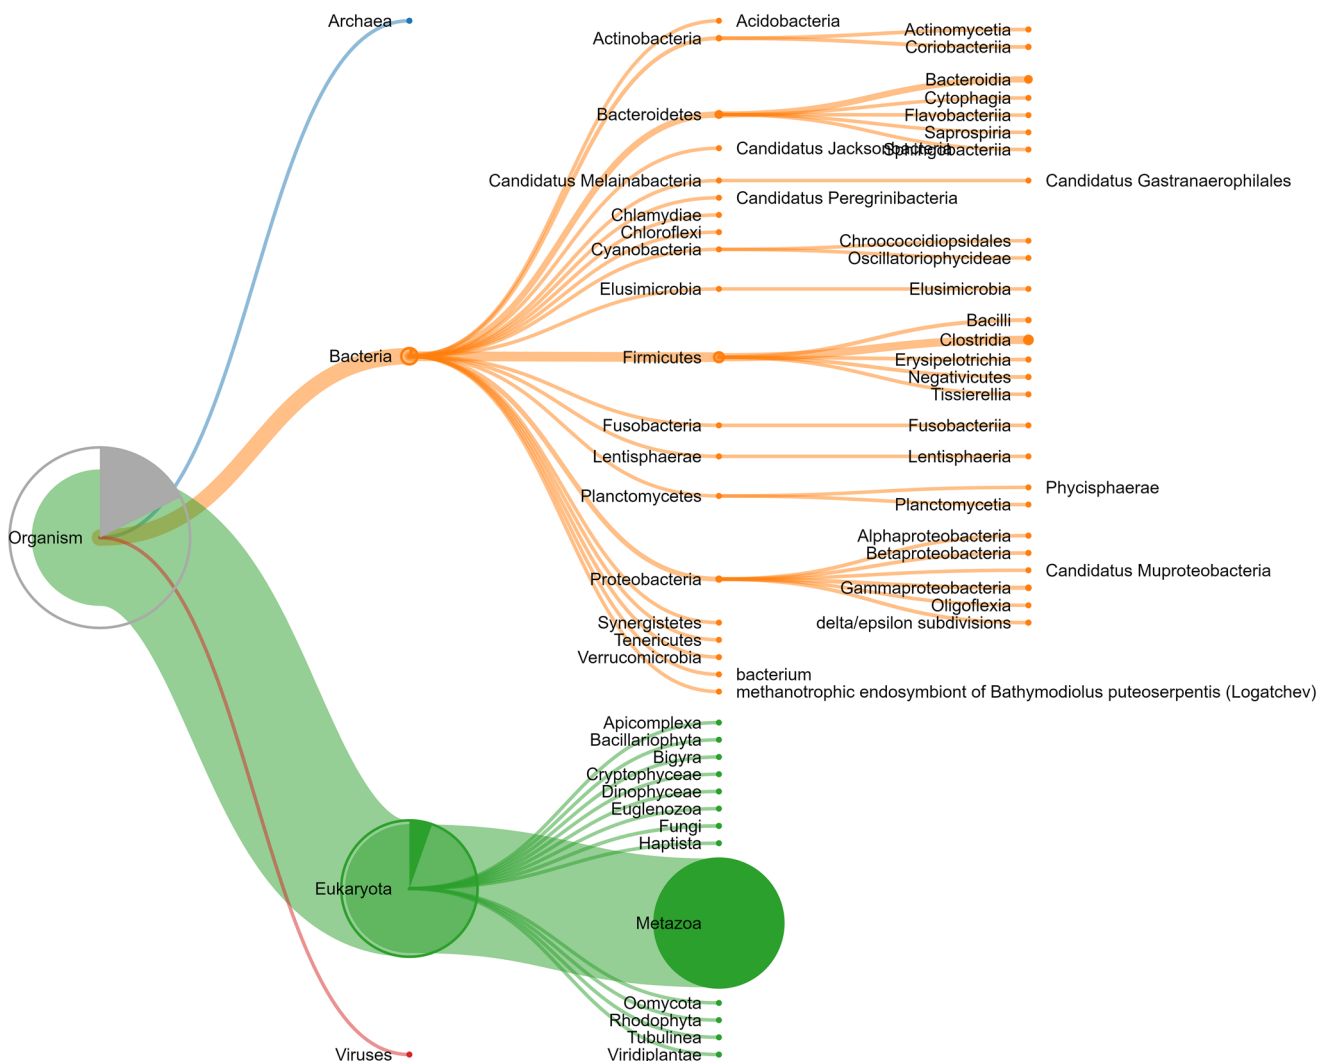 Archaea
Acidobacteria
Actinobacteria
Actinomycetia
Coriobacteriia
Bacteroidia
Cytophagia
Bacteroidetes
Flavobacteriia
Saprospiria
Candidatus Jacksonbacteria
Sphingobacteriia
Candidatus Melainabacteria
Candidatus Gastranaerophilales
Candidatus Peregrinibacteria
Chlamydiae
Chloroflexi
Chroococcidiopsidales
Cyanobacteria
Oscillatoriophycideae
Elusimicrobia
Elusimicrobia
Bacilli
Clostridia
Bacteria
Firmicutes
Erysipelotrichia
Negativicutes
Tissierellia
Fusobacteria
Fusobacteriia
Lentisphaerae
Lentisphaeria
Planctomycetes
Phycisphaerae
Planctomycetia
Organism
Alphaproteobacteria
Betaproteobacteria
Candidatus Muproteobacteria
Proteobacteria
Gammaproteobacteria
Oligoflexia
Synergistetes
delta/epsilon subdivisions
Tenericutes
Verrucomicrobia
bacterium
methanotrophic endosymbiont of Bathymodiolus puteoserpentis (Logatchev)
Apicomplexa
Bacillariophyta
Bigyra
Cryptophyceae
Dinophyceae
Euglenozoa
Fungi
Haptista
Eukaryota
Metazoa
Oomycota
Rhodophyta
Tubulinea
Viruses
Viridiplantae